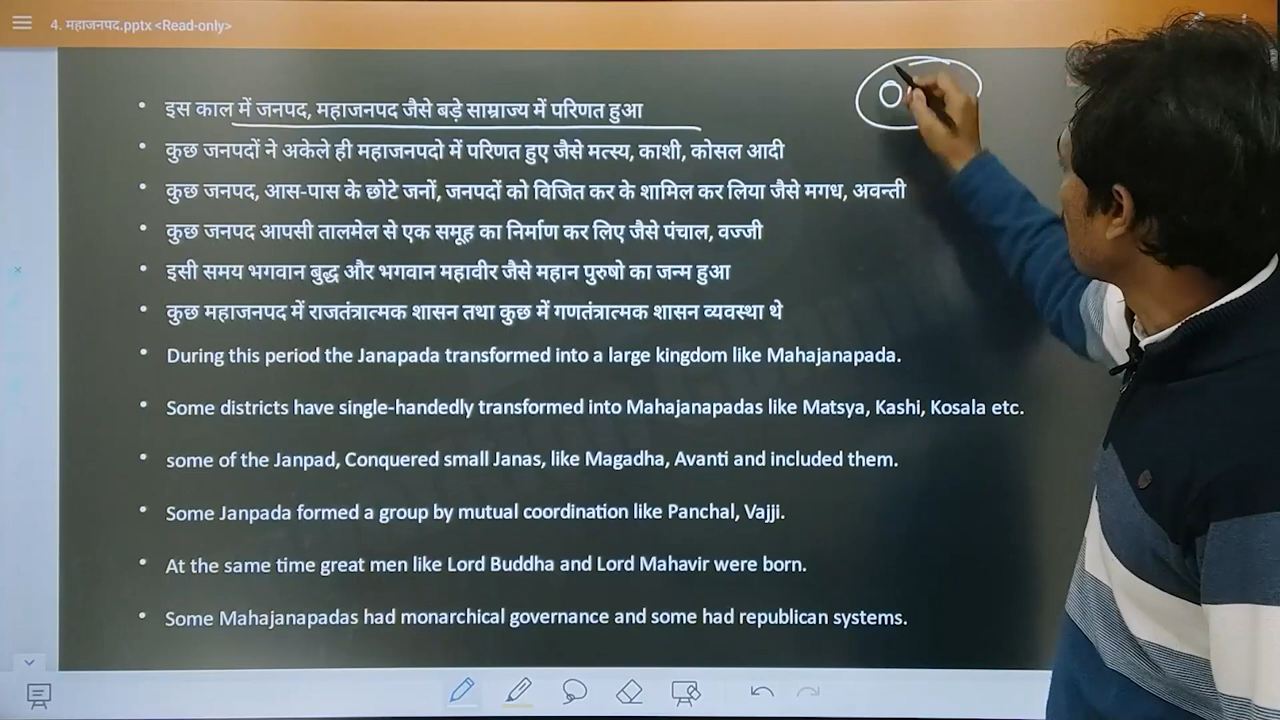 4. महाजनपद.pptx <Read-only>
• इस काल में जनपद, महाजनपद जैसे बड़े साम्राज्य में परिणत हुआ
• कुछ जनपदों ने अकेले ही महाजनपदो में परिणत हुए जैसे मत्स्य, काशी, कोसल आदी
• कुछ जनपद, आस-पास के छोटे जनों, जनपदों को विजित कर के शामिल कर लिया जैसे मगध, अवन्ती
• कुछ जनपद आपसी तालमेल से एक समूह का निर्माण कर लिए जैसे पंचाल, वज्जी
• इसी समय भगवान बुद्ध और भगवान महावीर जैसे महान पुरुषो का जन्म हुआ
• कुछ महाजनपद में राजतंत्रात्मक शासन तथा कुछ में गणतंत्रात्मक शासन व्यवस्था थे
• During this period the Janapada transformed into a large kingdom like Mahajanapada.
• Some districts have single-handedly transformed into Mahajanapadas like Matsya, Kashi, Kosala etc.
• some of the Janpad, Conquered small Janas, like Magadha, Avanti and included them.
• Some Janpada formed a group by mutual coordination like Panchal, Vajji.
• At the same time great men like Lord Buddha and Lord Mahavir were born.
• Some Mahajanapadas had monarchical governance and some had republican systems.